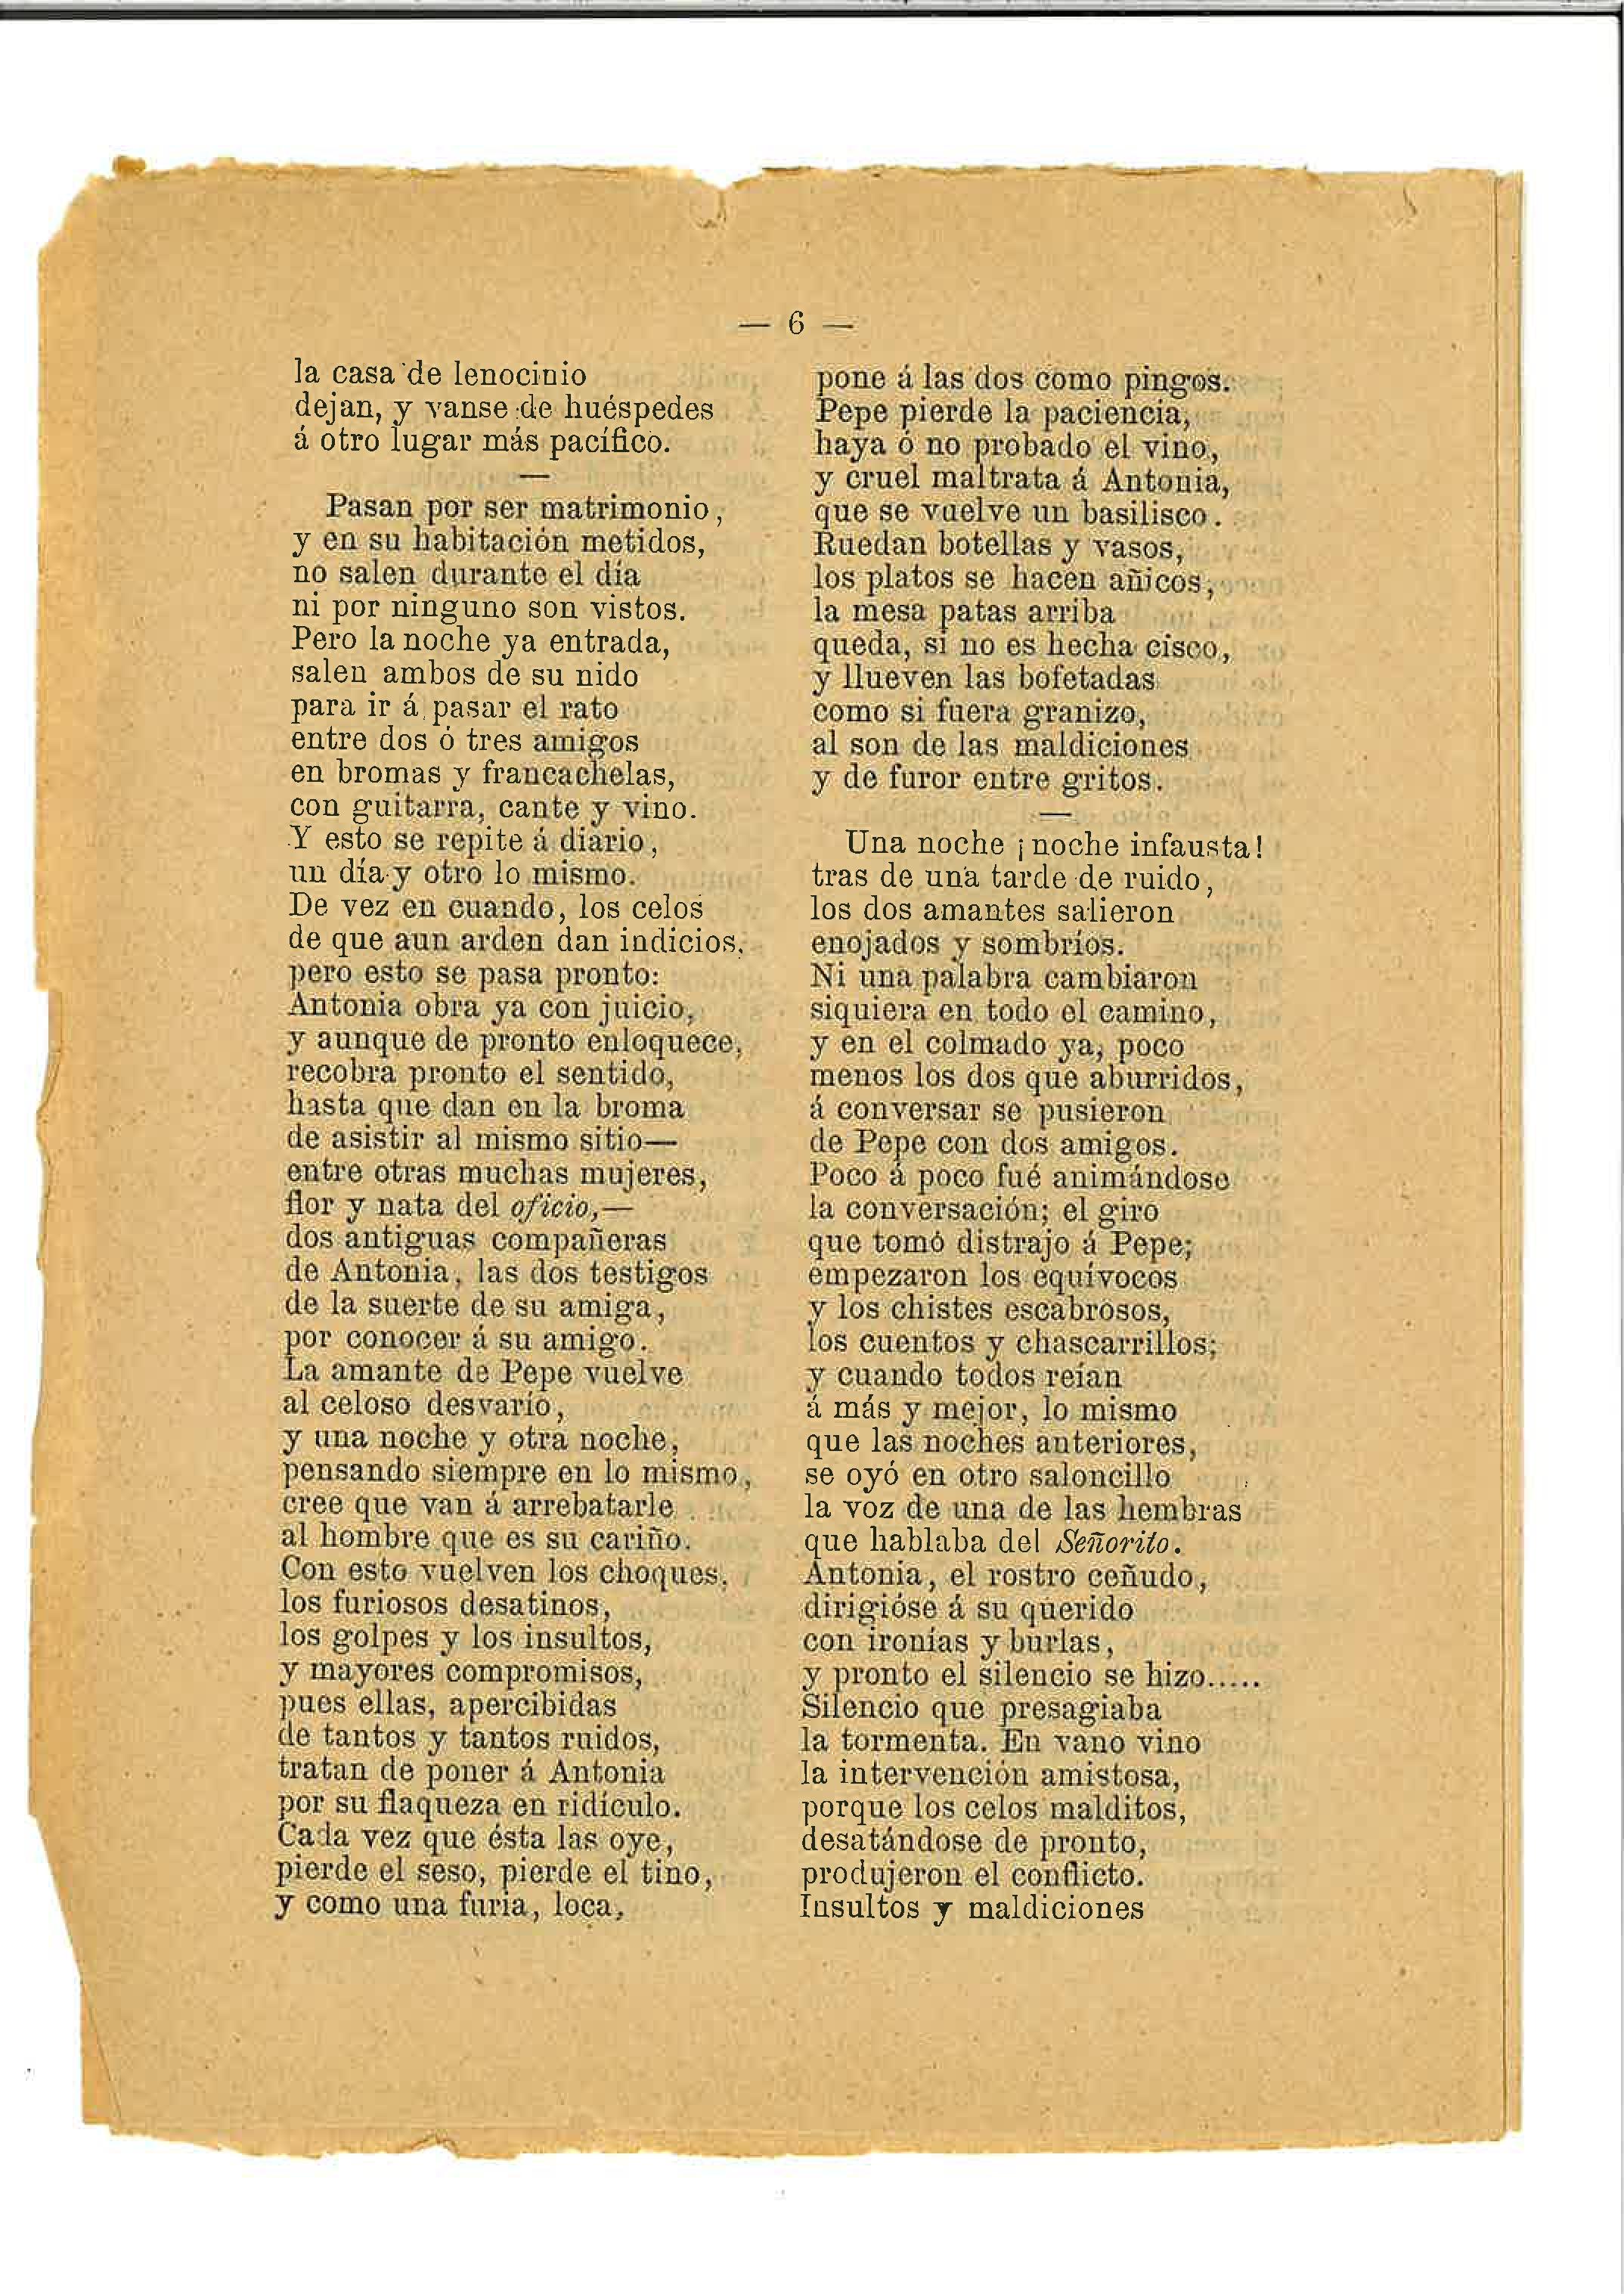 — 6 —
la casa de lenocinio
dejan, y vanse de huéspedes
á otro lugar más pacífico.
—
Pasan por ser matrimonio,
y en su habitación metidos,
no salen durante el día
ni por ninguno son vistos.
Pero la noche ya entrada,
salen ambos de su nido
para ir á pasar el rato
entre dos ó tres amigos
en bromas y francachelas,
con guitarra, cante y vino.
Y esto se repite á diario,
un día y otro lo mismo.
De vez en cuando, los celos
de que aun arden dan indicios,
pero esto se pasa pronto:
Antonia obra ya con juicio,
y aunque de pronto enloquece,
recobra pronto el sentido,
hasta que dan en la broma
de asistir al mismo sitio—
entre otras muchas mujeres,
flor y nata del oficio,—
dos antiguas compañeras
de Antonia, las dos testigos
de la suerte de su amiga,
por conocer á su amigo.
La amante de Pepe vuelve
al celoso desvarío,
y una noche y otra noche,
pensando siempre en lo mismo,
cree que van á arrebatarle
al hombre que es su cariño.
Con esto vuelven los choques,
los furiosos desatinos,
los golpes y los insultos,
y mayores compromisos,
pues ellas, apercibidas
de tantos y tantos ruidos,
tratan de poner á Antonia
por su flaqueza en ridículo.
Cada vez que ésta las oye,
pierde el seso, pierde el tino,
y como una furia, loca,
pone á las dos como pingos.
Pepe pierde la paciencia,
haya ó no probado el vino,
y cruel maltrata á Antonia,
que se vuelve un basilisco.
Ruedan botellas y vasos,
los platos se hacen añicos,
la mesa patas arriba
queda, si no es hecha cisco,
y llueven las bofetadas
como si fuera granizo,
al son de las maldiciones
y de furor entre gritos.
—
Una noche ¡noche infausta!
tras de una tarde de ruido,
los dos amantes salieron
enojados y sombríos.
Ni una palabra cambiaron
siquiera en todo el camino,
y en el colmado ya, poco
menos los dos que aburridos,
á conversar se pusieron
de Pepe con dos amigos.
Poco á poco fué animándose
la conversación; el giro
que tomó distrajo á Pepe;
empezaron los equívocos
y los chistes escabrosos,
los cuentos y chascarrillos;
y cuando todos reían
á más y mejor, lo mismo
que las noches anteriores,
se oyó en otro saloncillo
la voz de una de las hembras
que hablaba del Señorito.
Antonia, el rostro ceñudo,
dirigióse á su querido
con ironías y burlas,
y pronto el silencio se hizo.....
Silencio que presagiaba
la tormenta. En vano vino
la intervención amistosa,
porque los celos malditos,
desatándose de pronto,
produjeron el conflicto.
Insultos y maldiciones